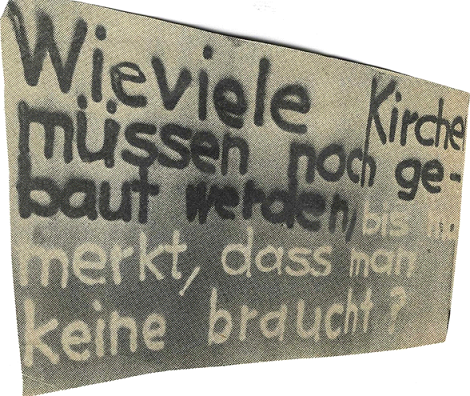 Wieviele Kirche
müssen noch ge-
baut werden, bis m
merkt, dass man
keine braucht?